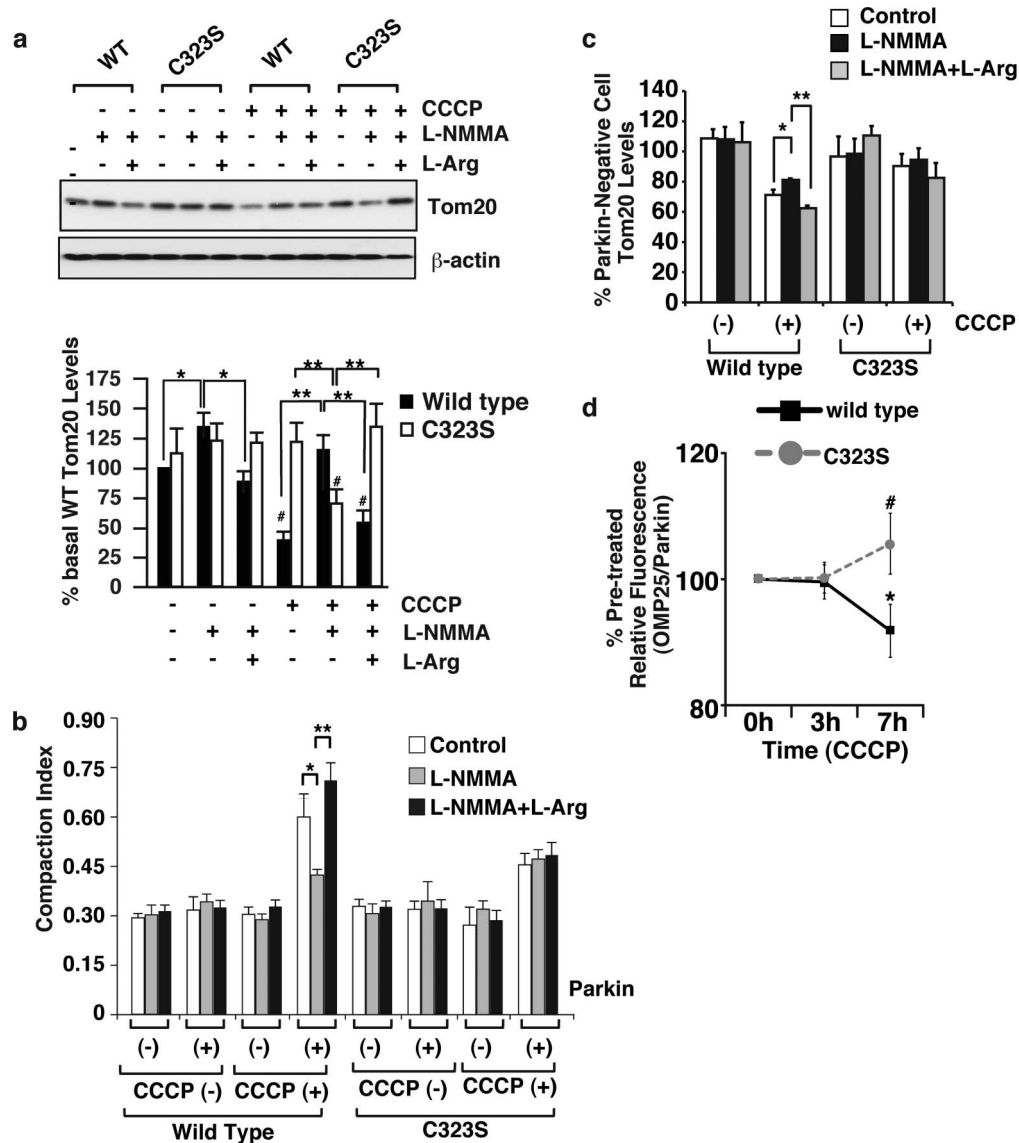 a
WT C323S WT C323S
- - - - - - + + + + + + CCCP
- + + - + + - + + - + + L-NMMA
- - + - - + - - + - - + L-Arg
Tom20
β-actin
% basal WT Tom20 Levels
175
150
125
100
75
50
25
0
* * ** ** ** **
# # #
Wild type
C323S
- - - + + + CCCP
- + + - + + L-NMMA
- - + - - + L-Arg
b
Compaction Index
0.90
0.75
0.60
0.45
0.30
0.15
0
* **
Control
L-NMMA
L-NMMA+L-Arg
Parkin
(-) (+) (-) (+) (-) (+) (-) (+)
CCCP (-) CCCP (+) CCCP (-) CCCP (+)
Wild Type C323S
c
Control
L-NMMA
L-NMMA+L-Arg
% Parkin-Negative Cell
Tom20 Levels
140
120
100
80
60
40
20
0
* **
(-) (+) (-) (+) CCCP
Wild type C323S
d
wild type
C323S
% Pre-treated
Relative Fluorescence
(OMP25/Parkin)
120
100
80
#
*
0h 3h 7h
Time (CCCP)